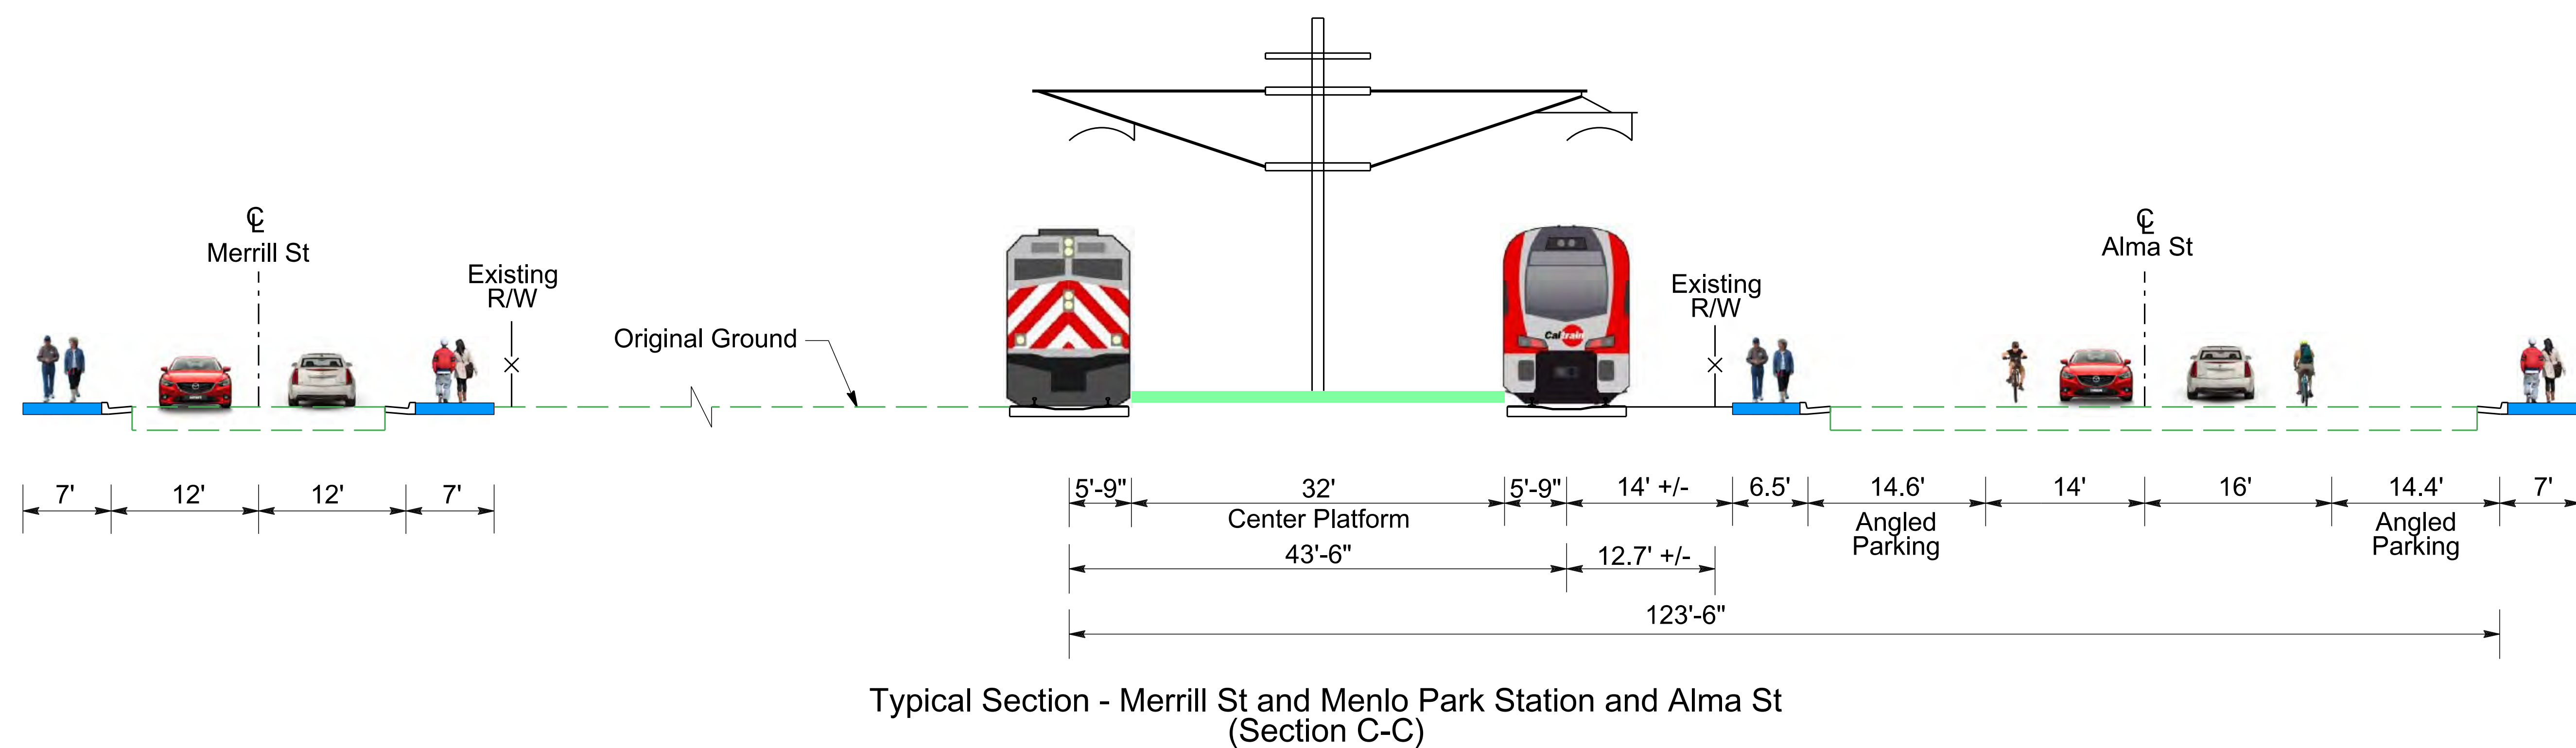 ℄
Merrill St
Existing
R/W
Original Ground
Caltrain
Existing
R/W
℄
Alma St
7'
12'
12'
7'
5'-9"
32'
5'-9"
14' +/-
6.5'
14.6'
14'
16'
14.4'
7'
Center Platform
Angled
Parking
Angled
Parking
43'-6"
12.7' +/-
123'-6"
Typical Section - Merrill St and Menlo Park Station and Alma St
(Section C-C)